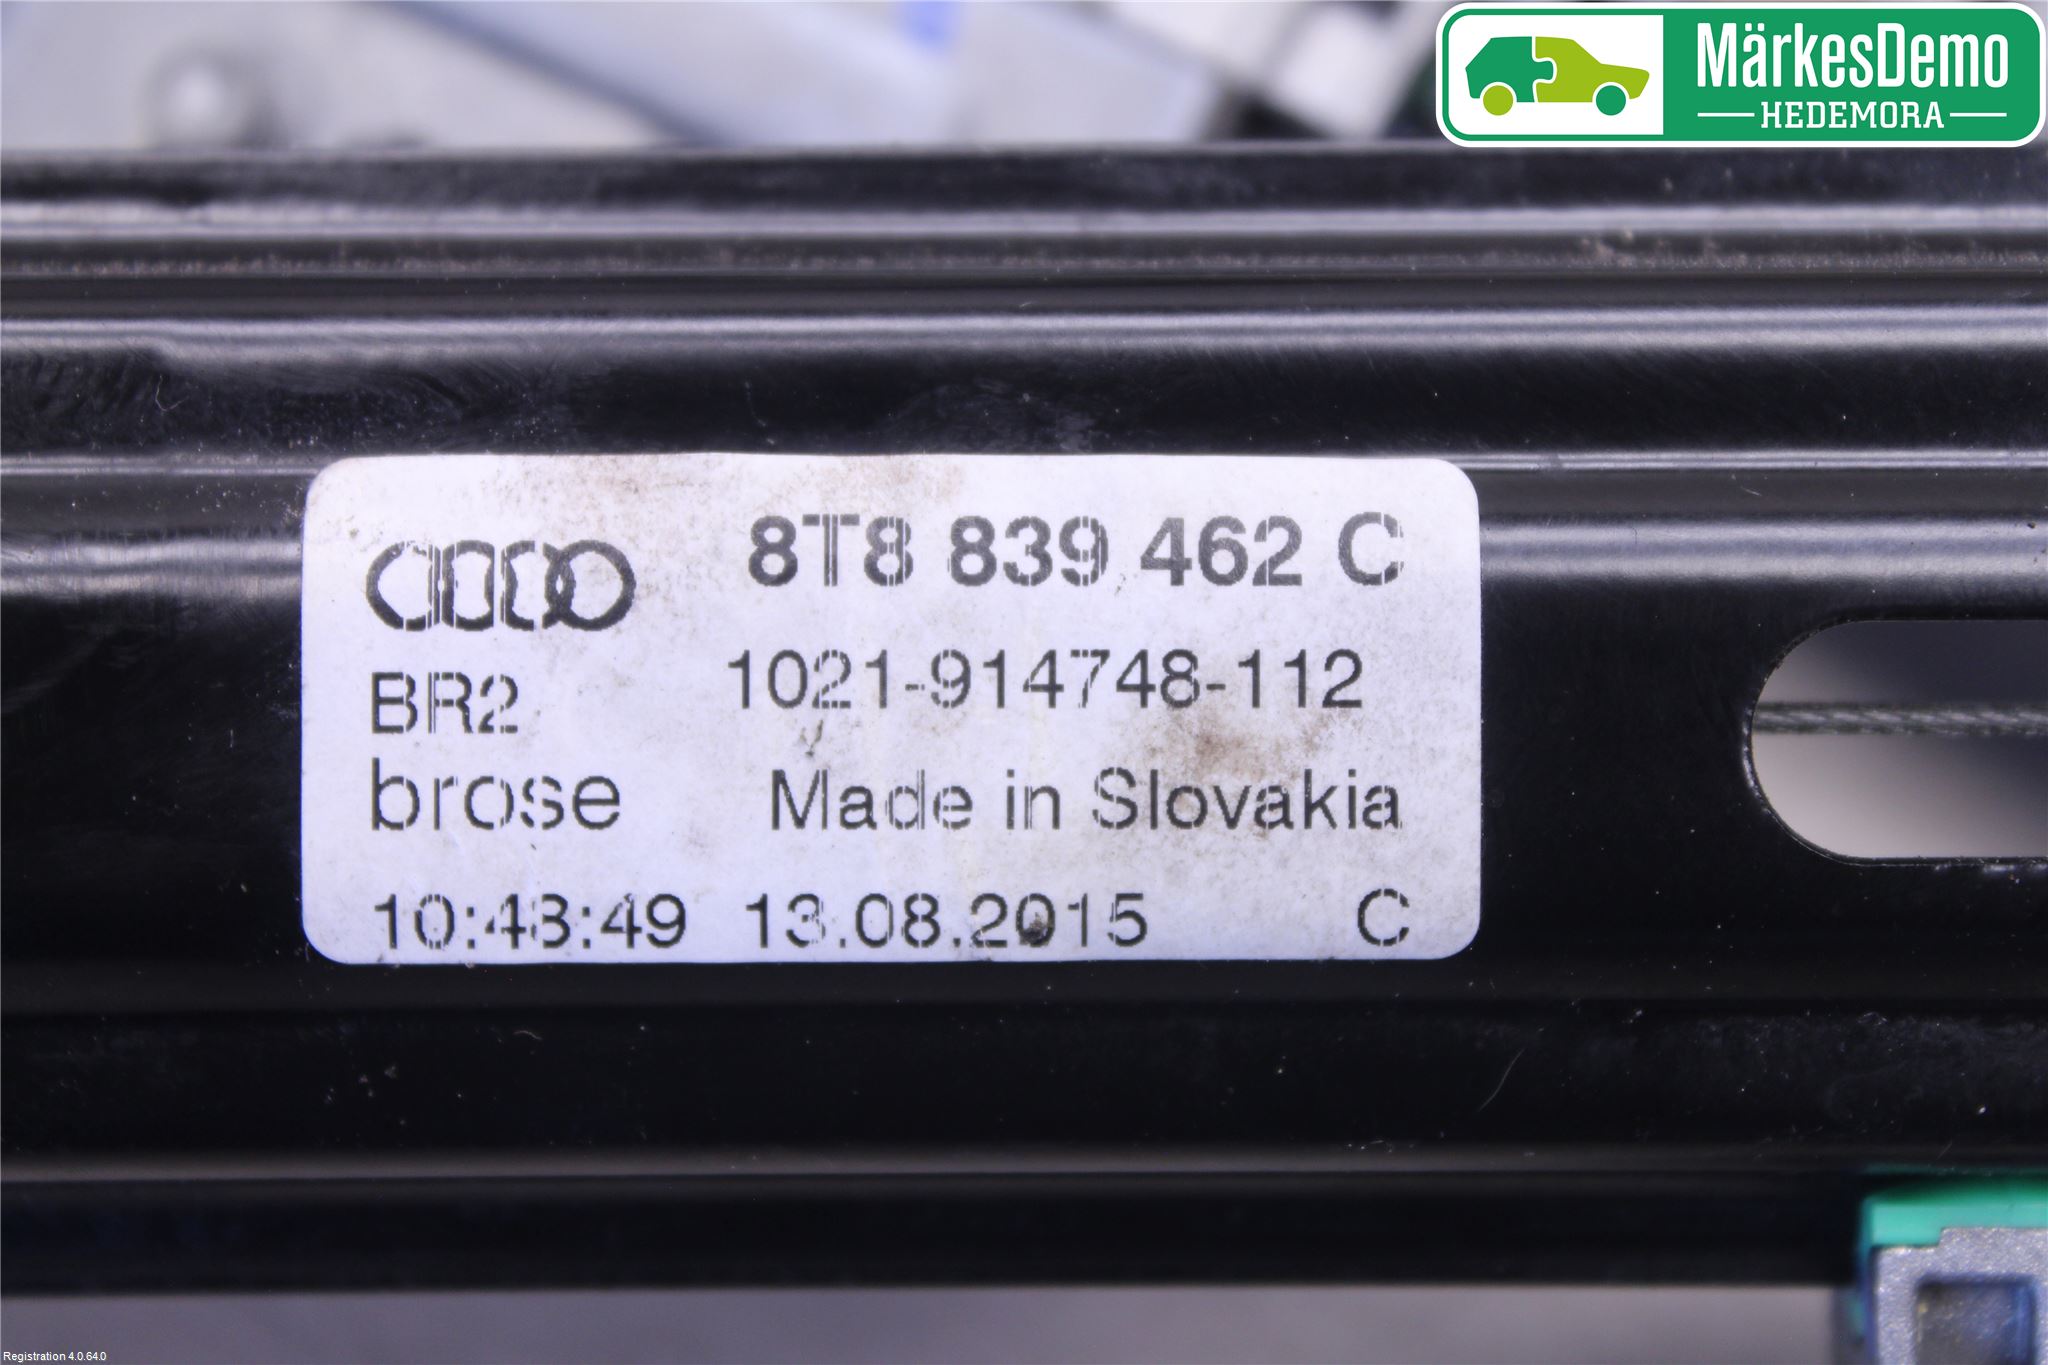 MärkesDemo
HEDEMORA
8T8 839 462 C
1021-914748-112
BR2
brose
Made in Slovakia
10:48:49 13.08.2015 C
Registration 4.0.64.0